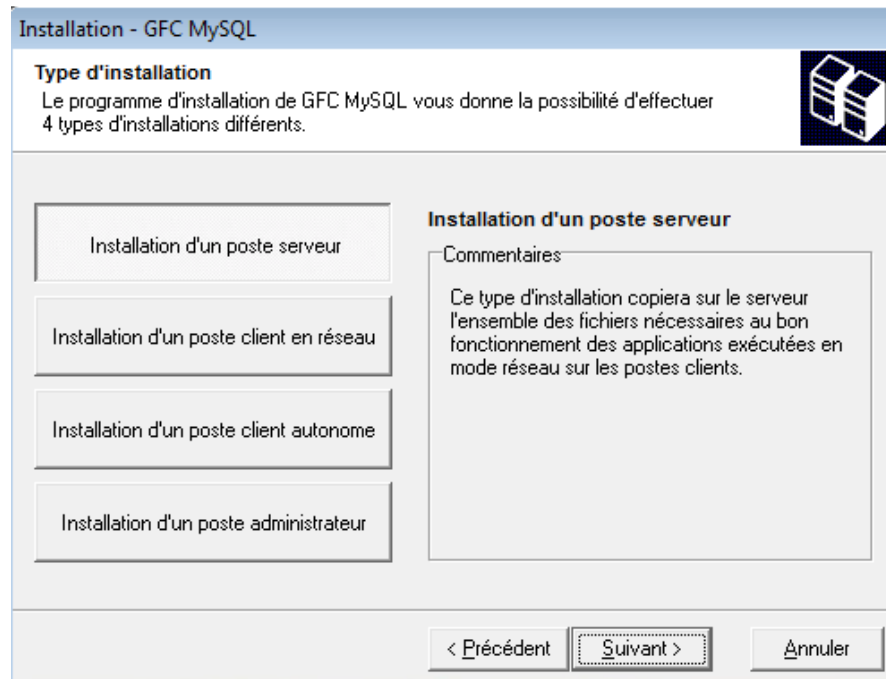 Installation - GFC MySQL
Type d'installation
Le programme d'installation de GFC MySQL vous donne la possibilité d'effectuer
4 types d'installations différents.
Installation d'un poste serveur
Installation d'un poste client en réseau
Installation d'un poste client autonome
Installation d'un poste administrateur
Installation d'un poste serveur
Commentaires
Ce type d'installation copiera sur le serveur
l'ensemble des fichiers nécessaires au bon
fonctionnement des applications exécutées en
mode réseau sur les postes clients.
< Précédent
Suivant >
Annuler